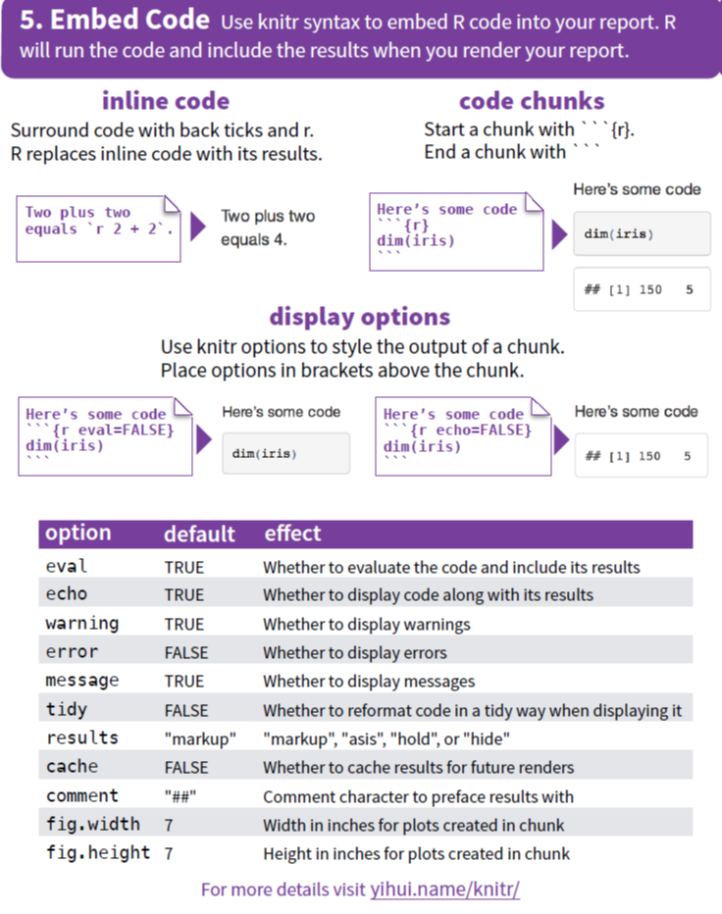 5. Embed Code Use knitr syntax to embed R code into your report. R
will run the code and include the results when you render your report.
inline code
Surround code with back ticks and r.
R replaces inline code with its results.
Two plus two
equals `r 2 + 2`.
Two plus two
equals 4.
code chunks
Start a chunk with ` ` ` {r}.
End a chunk with ` ` `
Here's some code
```{r}
dim(iris)
```
Here's some code
dim(iris)
## [1] 150   5
display options
Use knitr options to style the output of a chunk.
Place options in brackets above the chunk.
Here's some code
```{r eval=FALSE}
dim(iris)
```
Here's some code
dim(iris)
Here's some code
```{r echo=FALSE}
dim(iris)
```
Here's some code
## [1] 150   5
option default effect
eval TRUE Whether to evaluate the code and include its results
echo TRUE Whether to display code along with its results
warning TRUE Whether to display warnings
error FALSE Whether to display errors
message TRUE Whether to display messages
tidy FALSE Whether to reformat code in a tidy way when displaying it
results "markup" "markup", "asis", "hold", or "hide"
cache FALSE Whether to cache results for future renders
comment "##" Comment character to preface results with
fig.width 7 Width in inches for plots created in chunk
fig.height 7 Height in inches for plots created in chunk
For more details visit yihui.name/knitr/